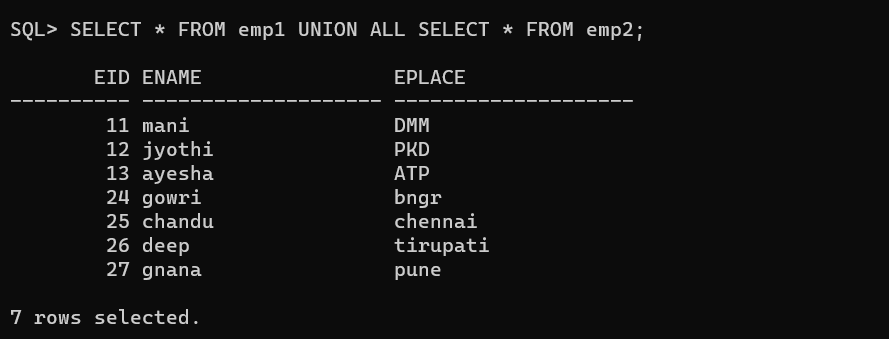 SQL> SELECT * FROM emp1 UNION ALL SELECT * FROM emp2;
       EID ENAME                EPLACE
---------- -------------------- --------------------
        11 mani                 DMM
        12 jyothi               PKD
        13 ayesha               ATP
        24 gowri                bngr
        25 chandu               chennai
        26 deep                 tirupati
        27 gnana                pune
7 rows selected.